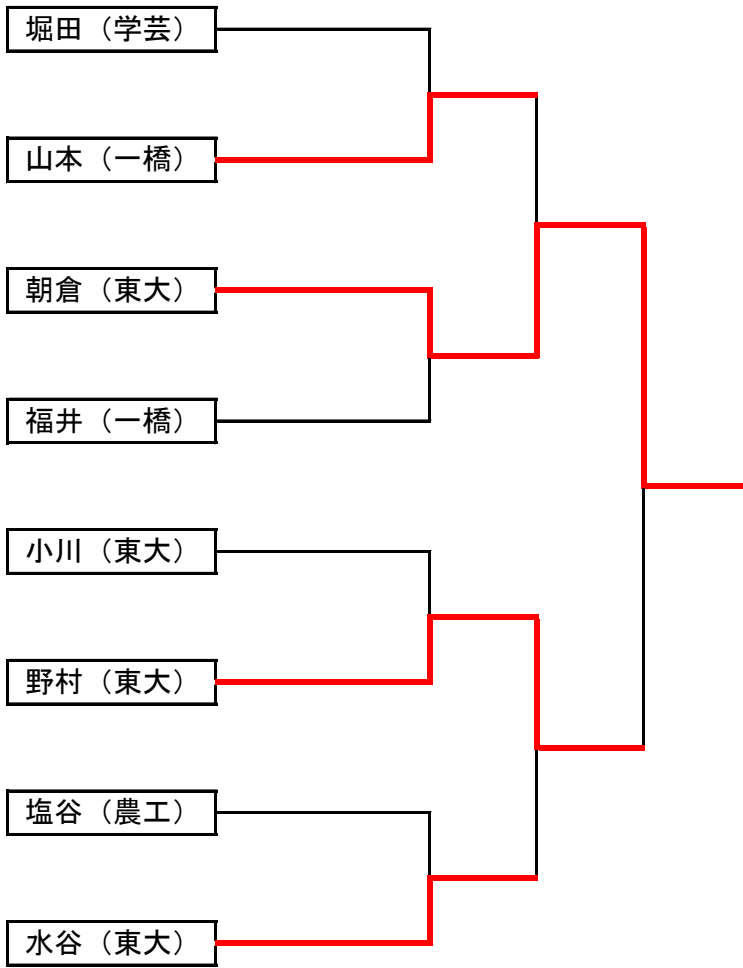 堀田（学芸）
山本（一橋）
朝倉（東大）
福井（一橋）
小川（東大）
野村（東大）
塩谷（農工）
水谷（東大）